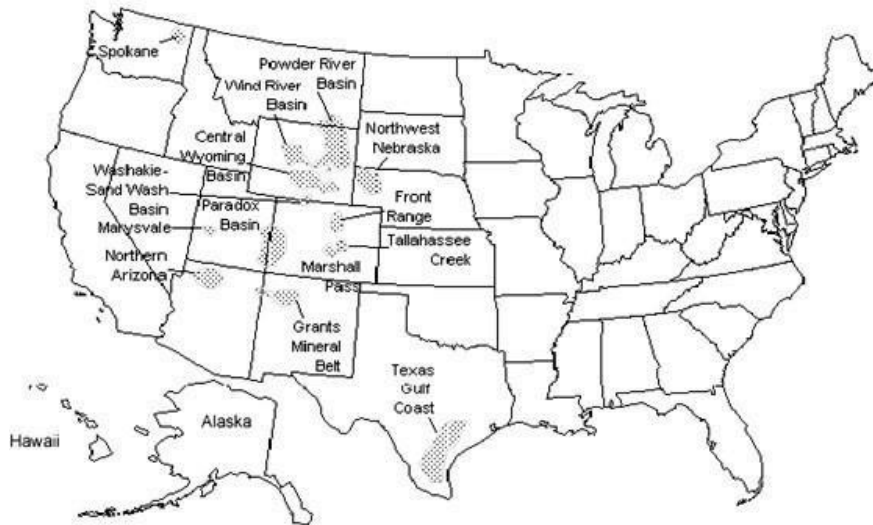 Spokane
Powder River
Basin
Wind River
Basin
Central
Wyoming
Basin
Northwest
Nebraska
Washakie-
Sand Wash
Basin
Paradox
Basin
Front
Range
Marysvale
Tallahassee
Creek
Northern
Arizona
Marshall
Pass
Grants
Mineral
Belt
Texas
Gulf
Coast
Alaska
Hawaii